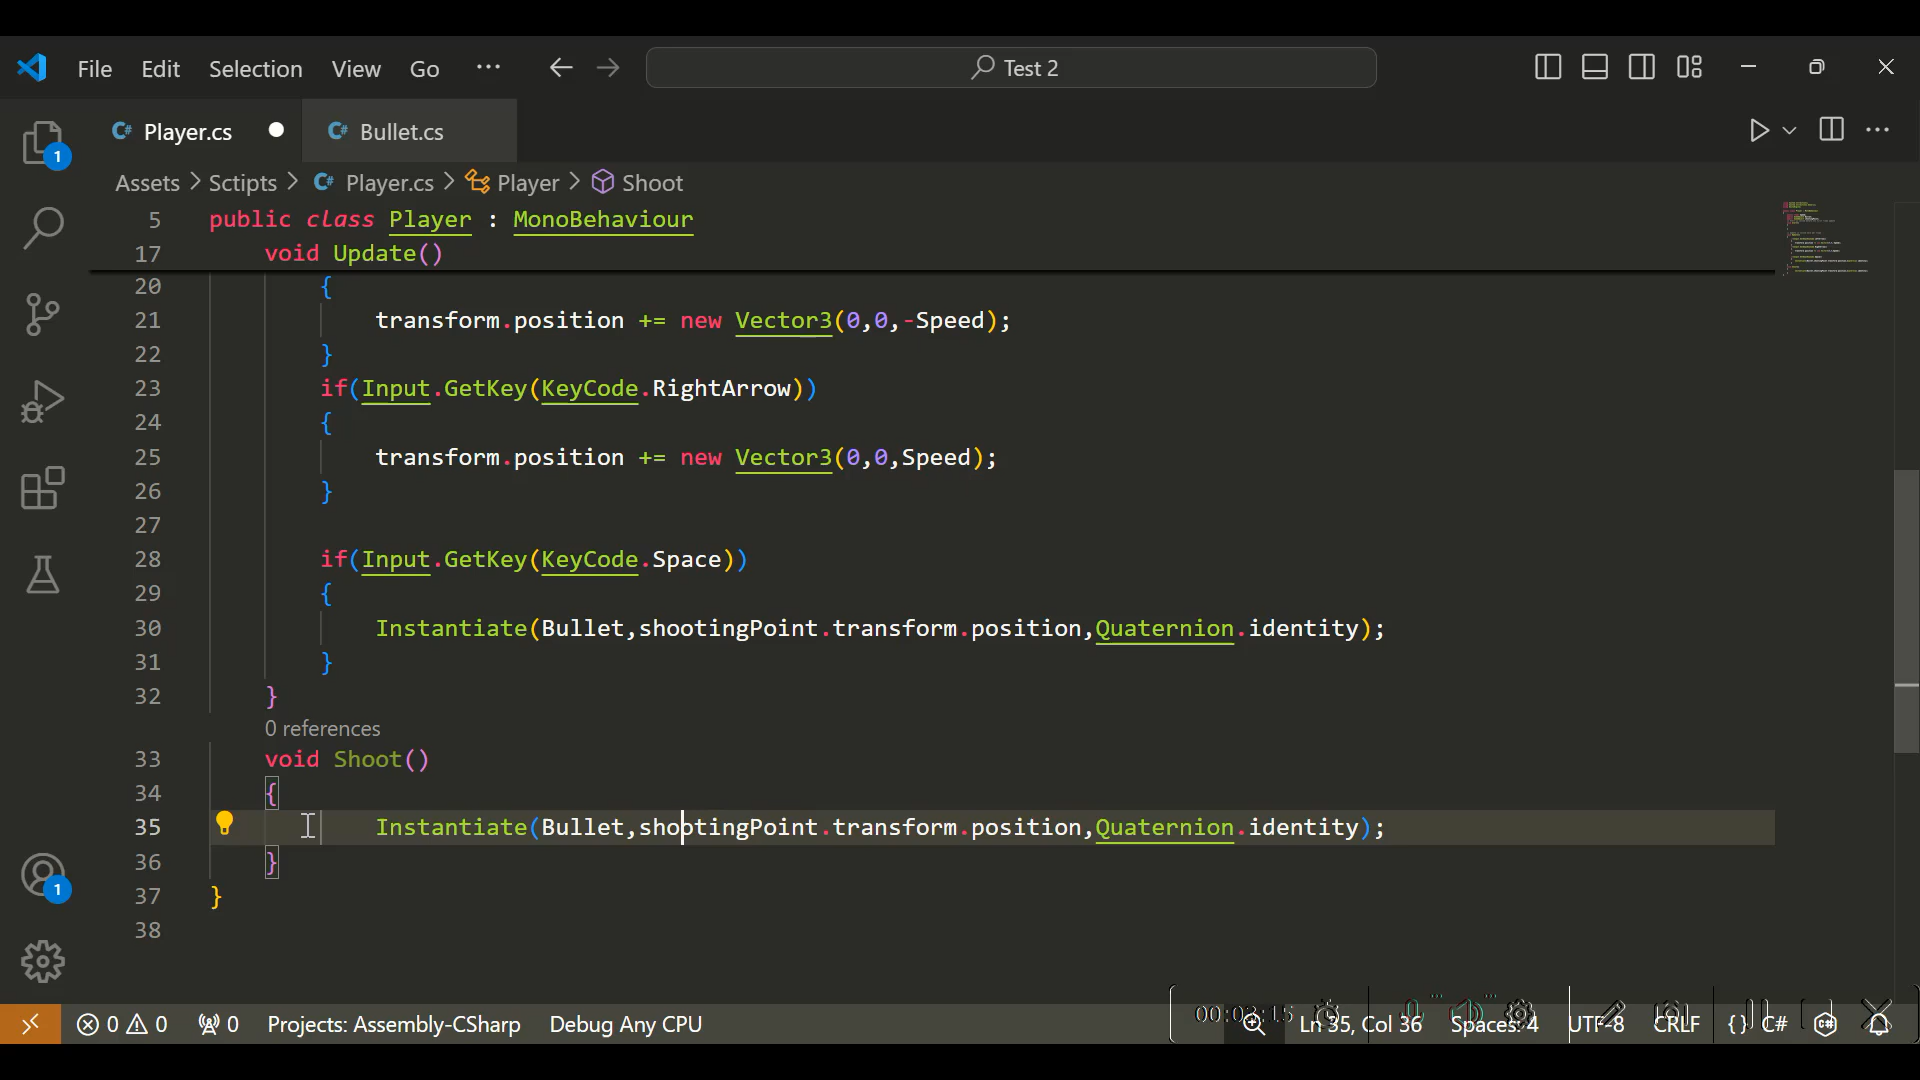 File Edit Selection View Go ··· Test 2
Player.cs Bullet.cs
Assets > Sctipts > Player.cs > Player > Shoot
5 public class Player : MonoBehaviour
17 void Update()
20 {
21 transform.position += new Vector3(0,0,-Speed);
22 }
23 if(Input.GetKey(KeyCode.RightArrow))
24 {
25 transform.position += new Vector3(0,0,Speed);
26 }
27
28 if(Input.GetKey(KeyCode.Space))
29 {
30 Instantiate(Bullet,shootingPoint.transform.position,Quaternion.identity);
31 }
32 }
0 references
33 void Shoot()
34 {
35 Instantiate(Bullet,shootingPoint.transform.position,Quaternion.identity);
36 }
37 }
38
1
1
0 0 0 Projects: Assembly-CSharp Debug Any CPU Ln 35, Col 36 Spaces: 4 UTF-8 CRLF {} C#